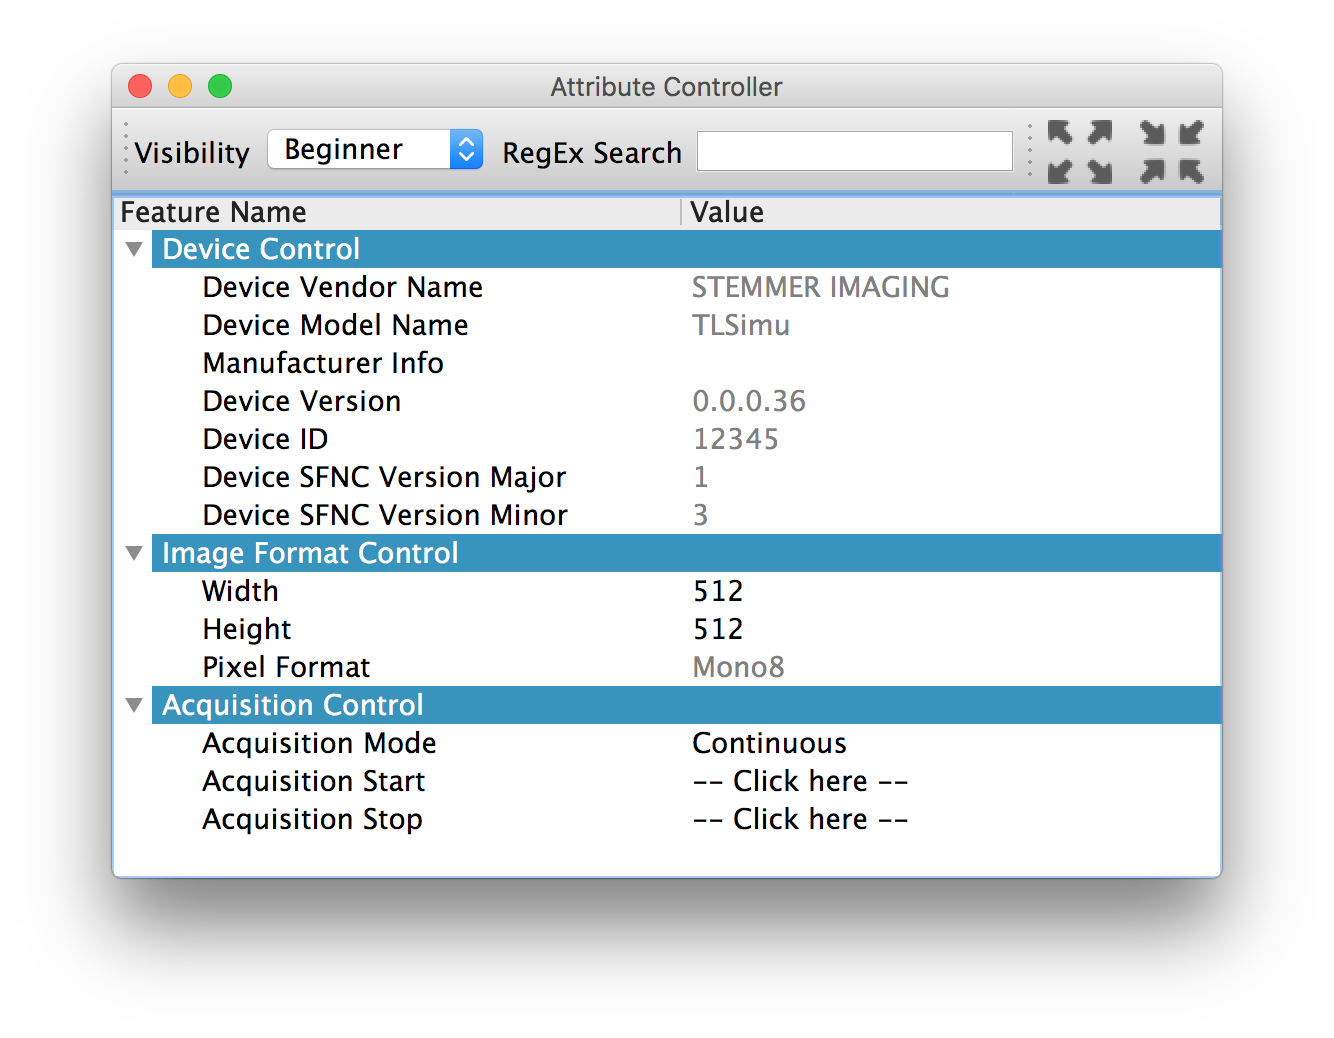 Attribute Controller
Visibility Beginner RegEx Search
Feature Name Value
Device Control
Device Vendor Name STEMMER IMAGING
Device Model Name TLSimu
Manufacturer Info
Device Version 0.0.0.36
Device ID 12345
Device SFNC Version Major 1
Device SFNC Version Minor 3
Image Format Control
Width 512
Height 512
Pixel Format Mono8
Acquisition Control
Acquisition Mode Continuous
Acquisition Start -- Click here --
Acquisition Stop -- Click here --